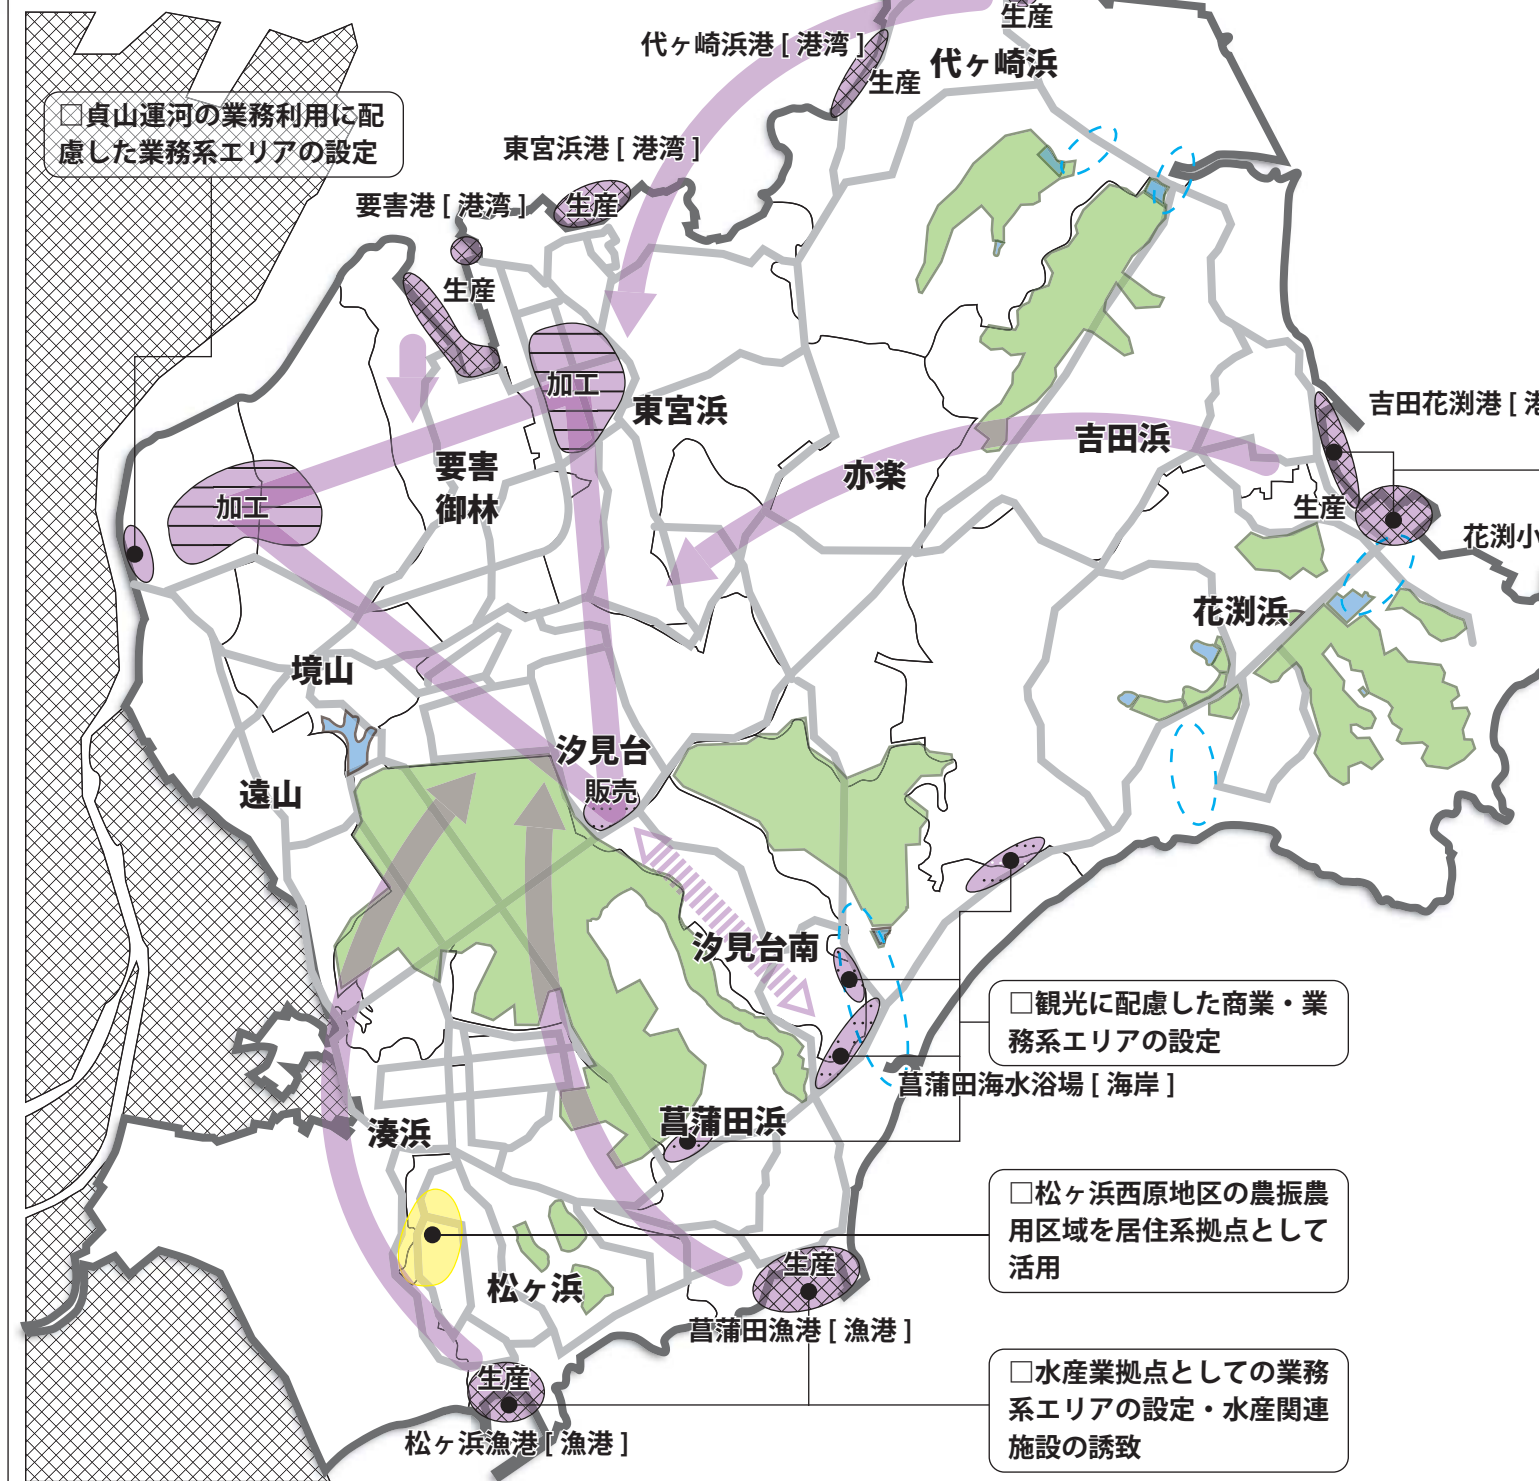 生産
代ヶ崎浜港 [ 港湾 ]
生産
代ヶ崎浜
□貞山運河の業務利用に配
慮した業務系エリアの設定
東宮浜港 [ 港湾 ]
要害港 [ 港湾 ]
生産
生産
加工
東宮浜
吉田花渕港 [ 港
吉田浜
亦楽
要害
御林
加工
生産
花渕小
花渕浜
境山
汐見台
販売
遠山
汐見台南
□観光に配慮した商業・業
務系エリアの設定
菖蒲田海水浴場 [ 海岸 ]
菖蒲田浜
湊浜
□松ヶ浜西原地区の農振農
用区域を居住系拠点として
活用
生産
松ヶ浜
菖蒲田漁港 [ 漁港 ]
□水産業拠点としての業務
系エリアの設定・水産関連
施設の誘致
生産
松ヶ浜漁港 [ 漁港 ]